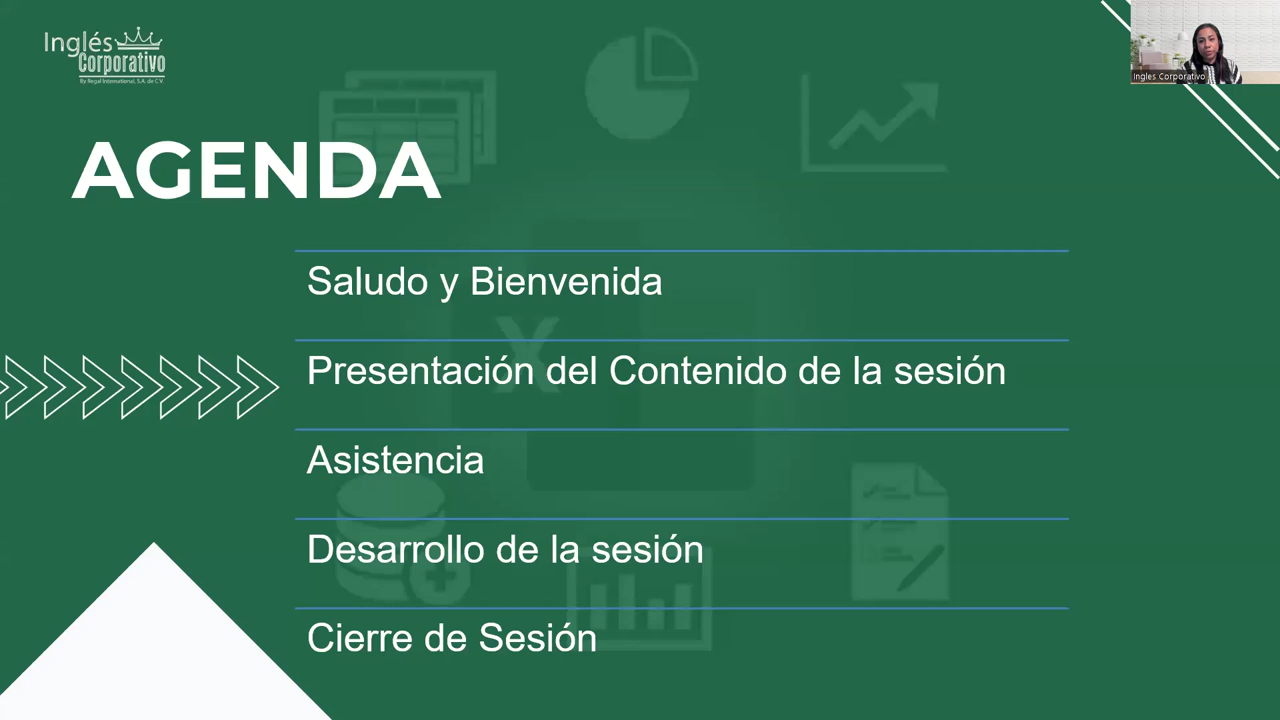 Inglés
Corporativo
By Regal International, S.A. de C.V.
Ingles Corporativo
AGENDA
Saludo y Bienvenida
Presentación del Contenido de la sesión
X
Asistencia
Desarrollo de la sesión
Cierre de Sesión